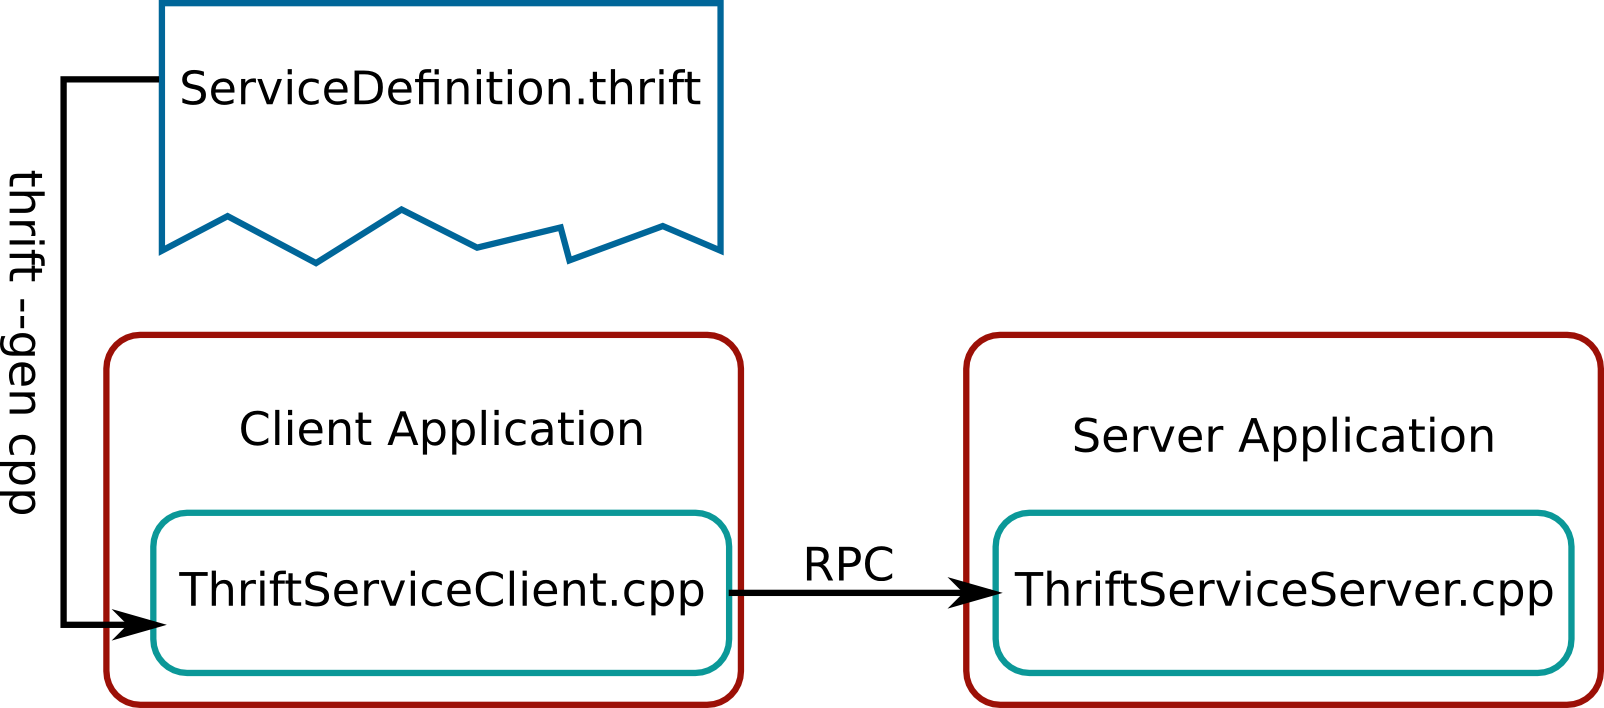 ServiceDefinition.thrift
thrift --gen cpp
Client Application
Server Application
ThriftServiceClient.cpp
RPC
ThriftServiceServer.cpp